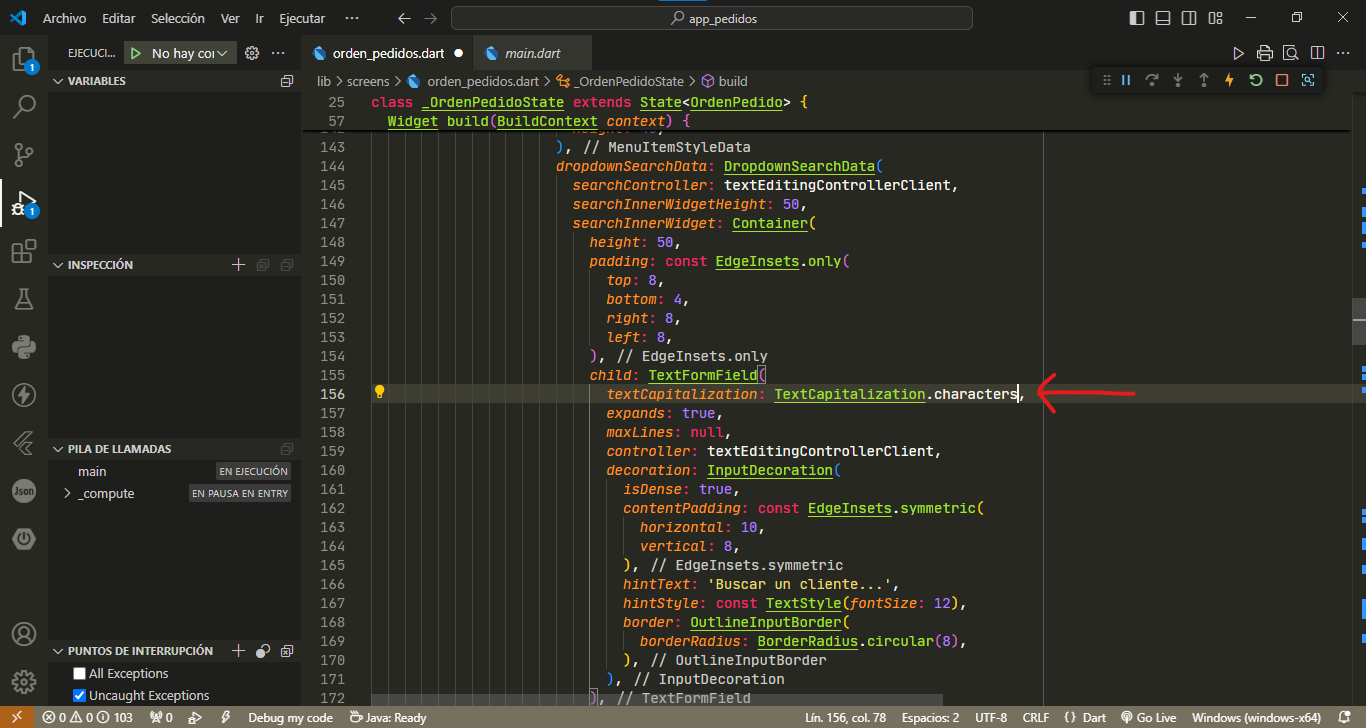 Archivo Editar Selección Ver Ir Ejecutar ··· app_pedidos
EJECUCI... No hay co ···
orden_pedidos.dart main.dart
VARIABLES
lib > screens > orden_pedidos.dart > _OrdenPedidoState > build
25 class _OrdenPedidoState extends State<OrdenPedido> {
57 Widget build(BuildContext context) {
143 ), // MenuItemStyleData
144 dropdownSearchData: DropdownSearchData(
145 searchController: textEditingControllerClient,
146 searchInnerWidgetHeight: 50,
147 searchInnerWidget: Container(
148 height: 50,
149 padding: const EdgeInsets.only(
150 top: 8,
151 bottom: 4,
152 right: 8,
153 left: 8,
154 ), // EdgeInsets.only
155 child: TextFormField(
156 textCapitalization: TextCapitalization.characters,
157 expands: true,
158 maxLines: null,
159 controller: textEditingControllerClient,
160 decoration: InputDecoration(
161 isDense: true,
162 contentPadding: const EdgeInsets.symmetric(
163 horizontal: 10,
164 vertical: 8,
165 ), // EdgeInsets.symmetric
166 hintText: 'Buscar un cliente...',
167 hintStyle: const TextStyle(fontSize: 12),
168 border: OutlineInputBorder(
169 borderRadius: BorderRadius.circular(8),
170 ), // OutlineInputBorder
171 ), // InputDecoration
172 ), // TextFormField
INSPECCIÓN
PILA DE LLAMADAS
main EN EJECUCIÓN
_compute EN PAUSA EN ENTRY
PUNTOS DE INTERRUPCIÓN
All Exceptions
Uncaught Exceptions
1
1
Json
0 0 103 0 Debug my code Java: Ready Lín. 156, col. 78 Espacios: 2 UTF-8 CRLF {} Dart Go Live Windows (windows-x64)